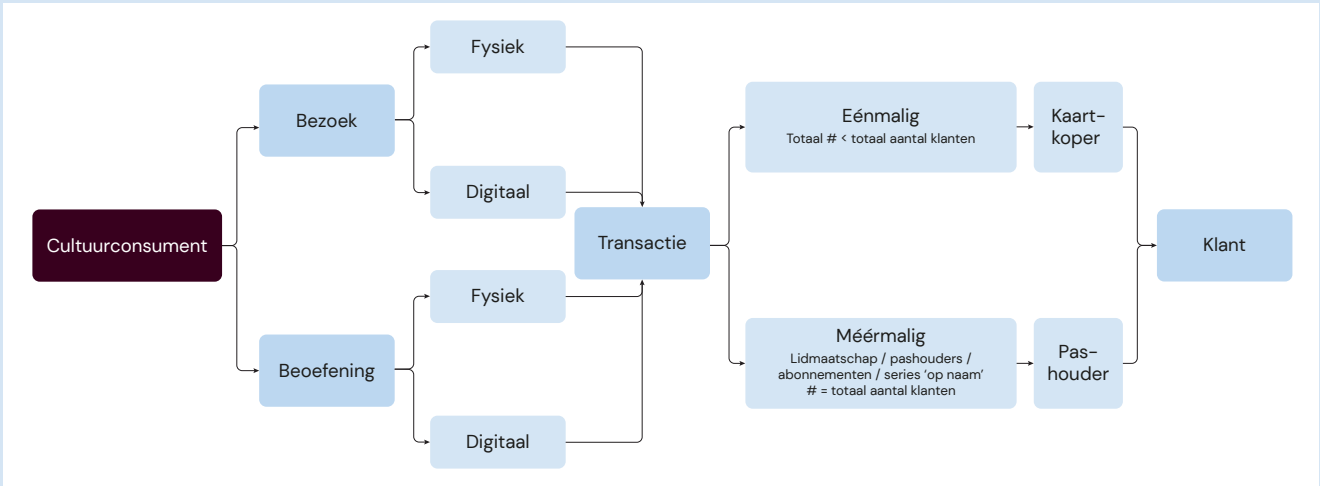 Cultuurconsument
Bezoek
Beoefening
Fysiek
Digitaal
Fysiek
Digitaal
Transactie
Eénmalig
Totaal # < totaal aantal klanten
Kaart-
koper
Méérmalig
Lidmaatschap / pashouders /
abonnementen / series ‘op naam’
# = totaal aantal klanten
Pas-
houder
Klant